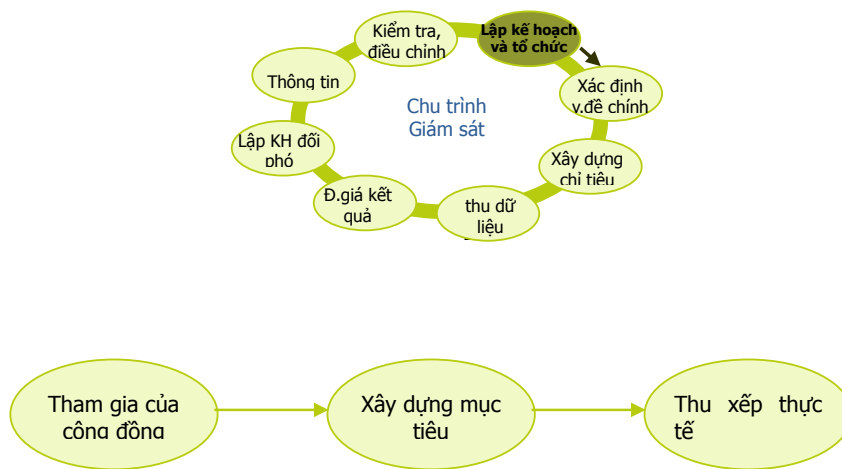 Lập kế hoạch
và tổ chức
Xác định
v.đề chính
Xây dựng
chỉ tiêu
thu dữ
liệu
Đ.giá kết
quả
Lập KH đối
phó
Thông tin
Kiểm tra,
điều chỉnh
Chu trình
Giám sát
Tham gia của
công đồng
Xây dựng mục
tiêu
Thu xếp thực
tế